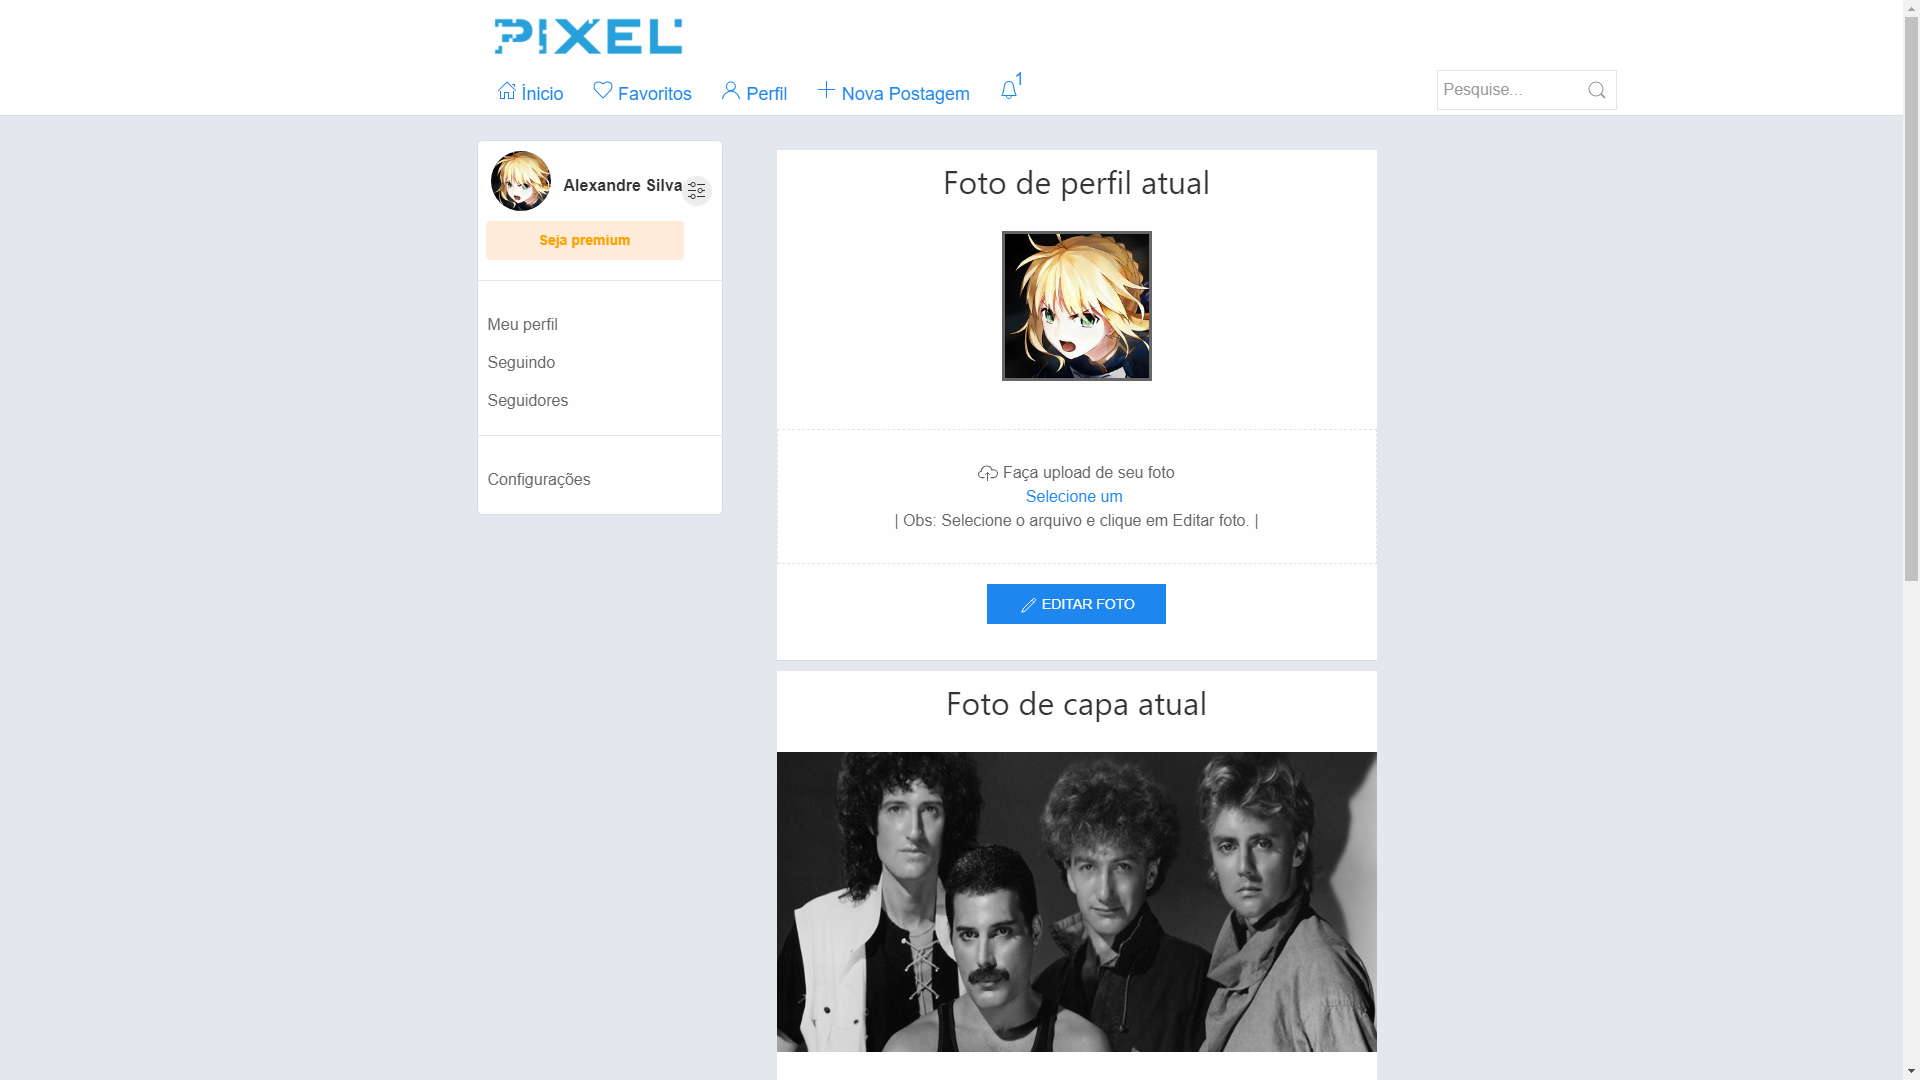 PIXEL
Ínicio
Favoritos
Perfil
Nova Postagem
1
Pesquise...
Alexandre Silva
Seja premium
Meu perfil
Seguindo
Seguidores
Configurações
Foto de perfil atual
Faça upload de seu foto
Selecione um
| Obs: Selecione o arquivo e clique em Editar foto. |
EDITAR FOTO
Foto de capa atual